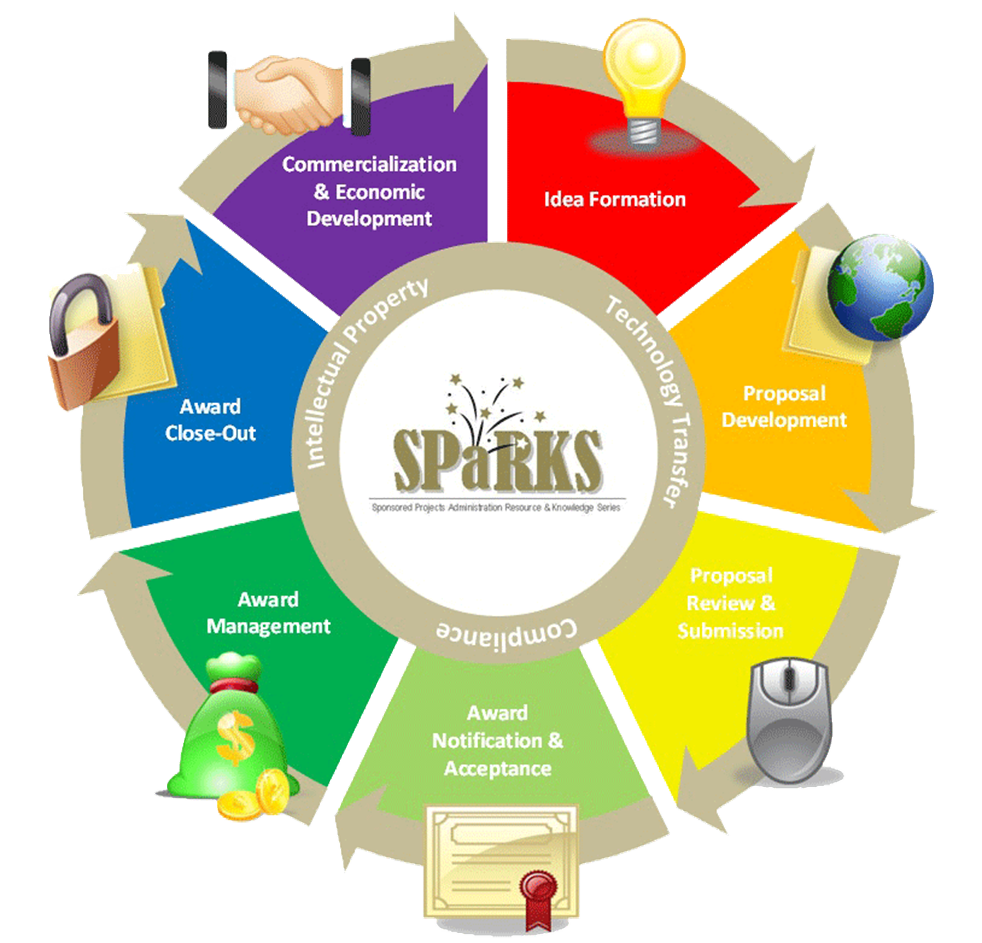 Commercialization
& Economic
Development
Idea Formation
Proposal
Development
Proposal
Review &
Submission
Award
Notification &
Acceptance
Award
Management
Award
Close-Out
Intellectual Property
Technology Transfer
Compliance
SPaRKS
Sponsored Projects Administration Resource & Knowledge Series
$